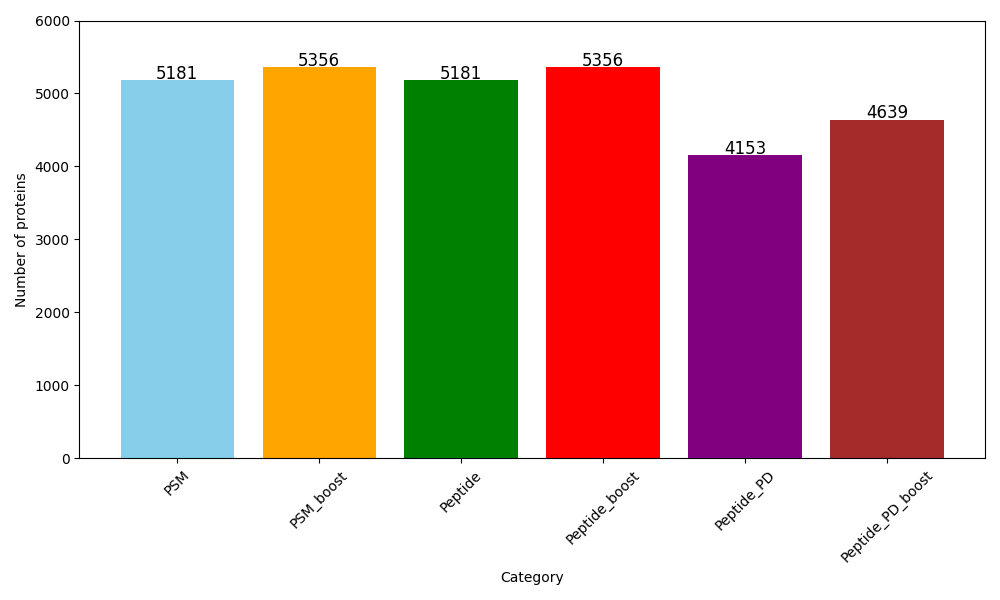 6000
5000
4000
3000
2000
1000
0
Number of proteins
5181
5356
5181
5356
4153
4639
PSM
PSM_boost
Peptide
Peptide_boost
Peptide_PD
Peptide_PD_boost
Category